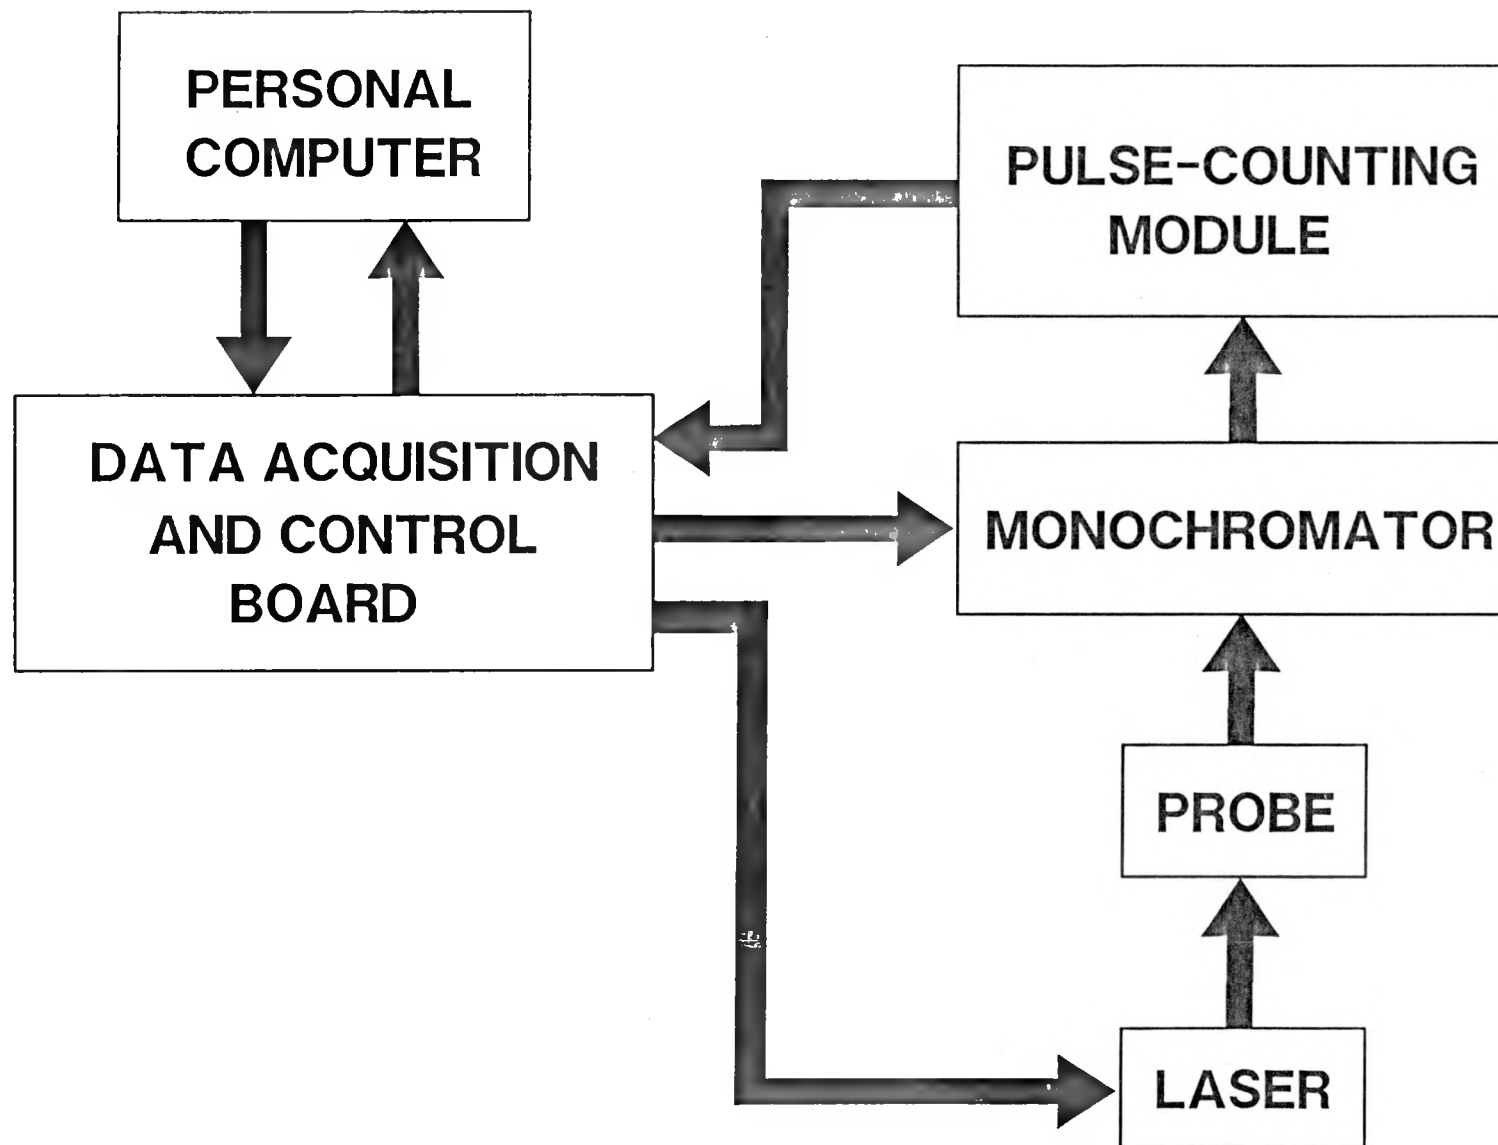 PERSONAL
COMPUTER
PULSE-COUNTING
MODULE
DATA ACQUISITION
AND CONTROL
BOARD
MONOCHROMATOR
PROBE
LASER